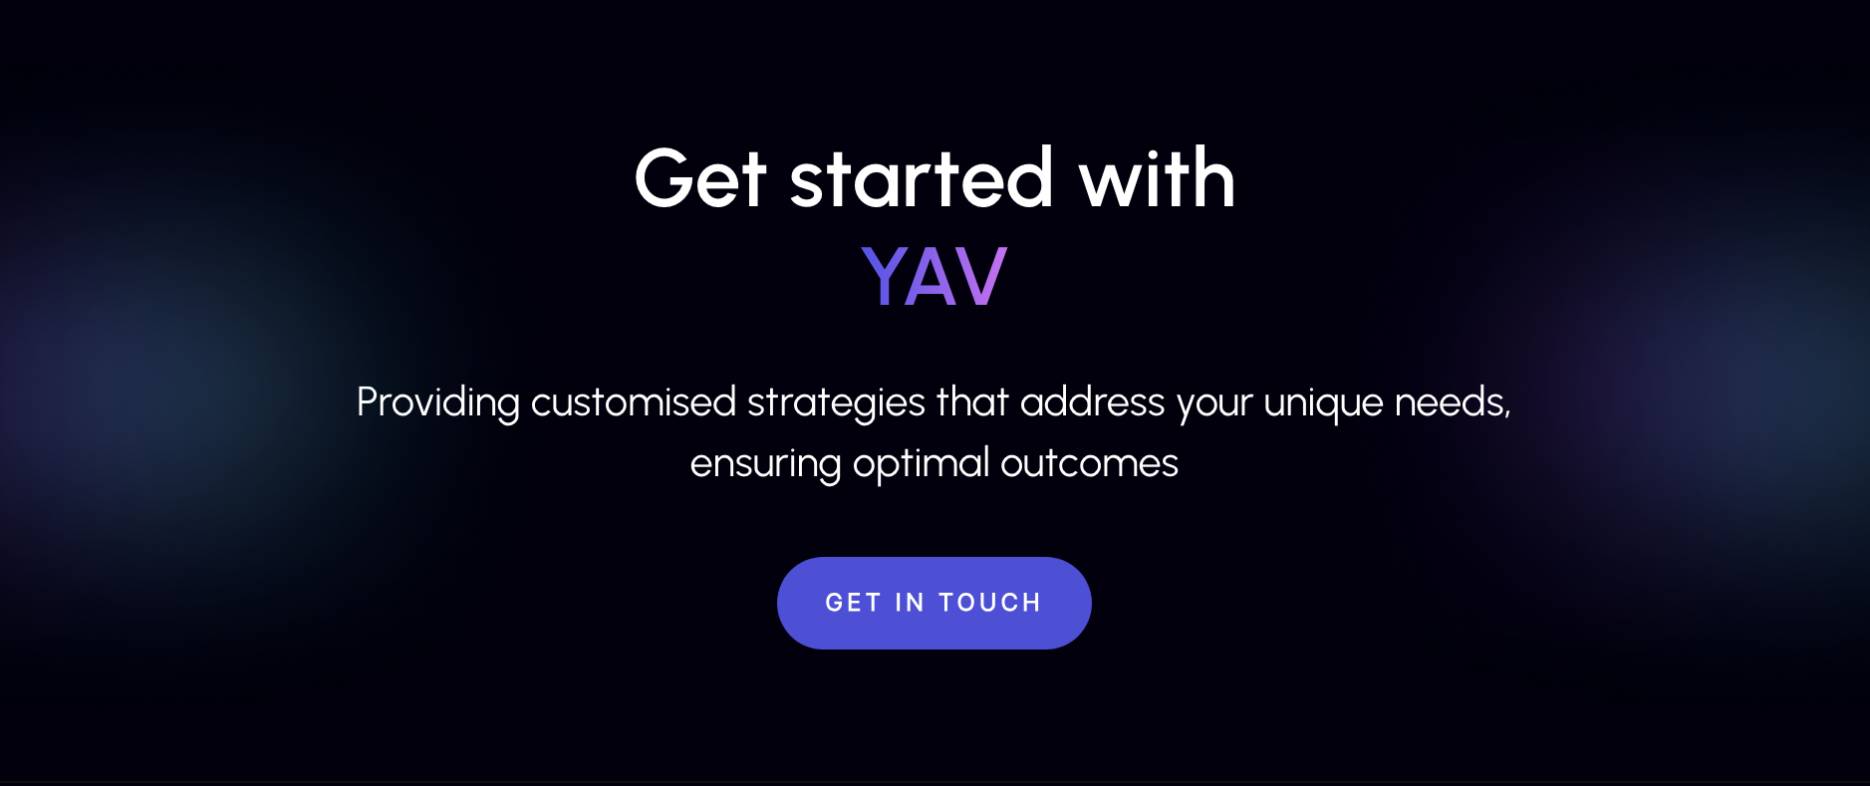 Get started with
YAV
Providing customised strategies that address your unique needs,
ensuring optimal outcomes
GET IN TOUCH